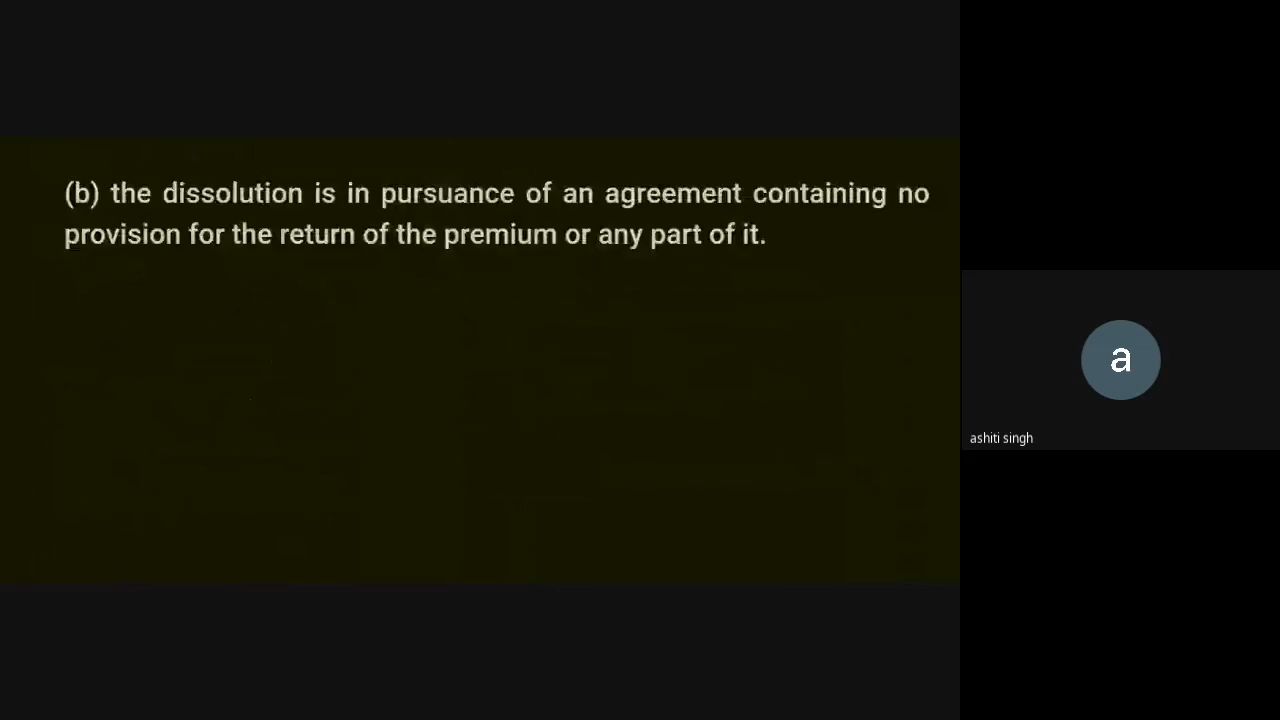 (b) the dissolution is in pursuance of an agreement containing no
provision for the return of the premium or any part of it.
a
ashiti singh